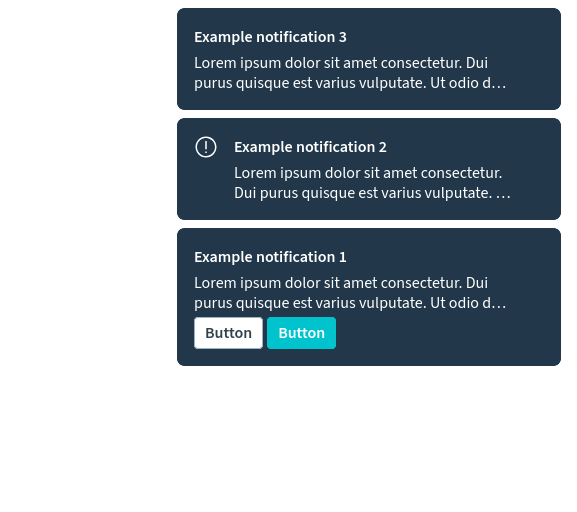 Example notification 3
Lorem ipsum dolor sit amet consectetur. Dui
purus quisque est varius vulputate. Ut odio d…
Example notification 2
Lorem ipsum dolor sit amet consectetur.
Dui purus quisque est varius vulputate. …
Example notification 1
Lorem ipsum dolor sit amet consectetur. Dui
purus quisque est varius vulputate. Ut odio d…
Button Button